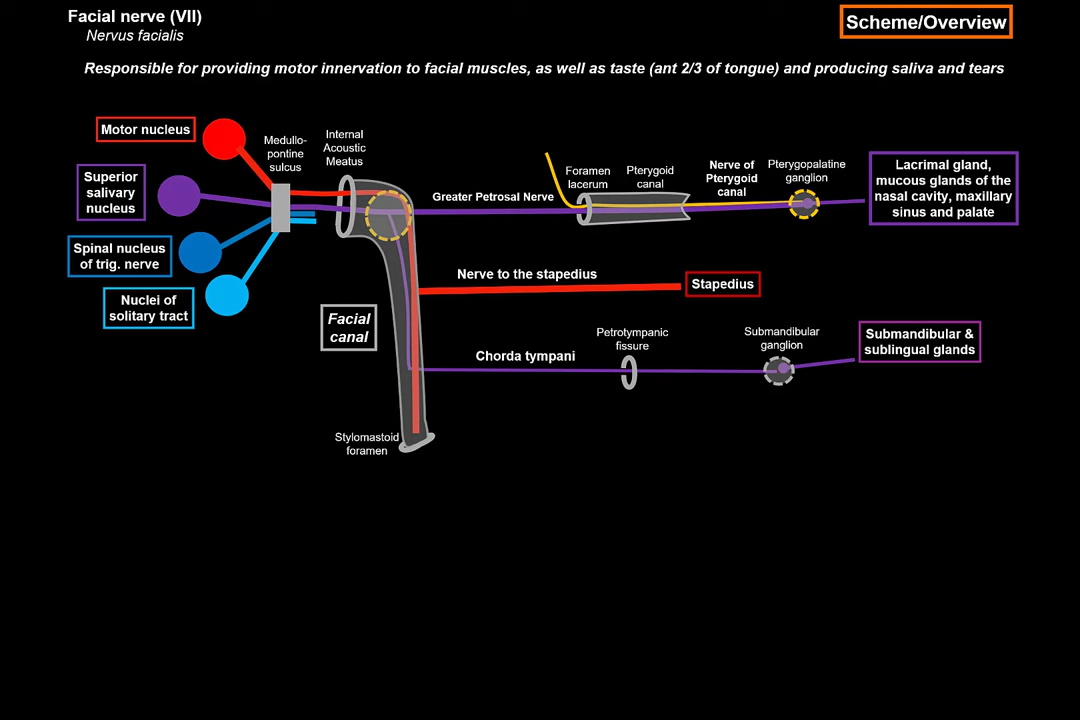 Facial nerve (VII)
Nervus facialis
Scheme/Overview
Responsible for providing motor innervation to facial muscles, as well as taste (ant 2/3 of tongue) and producing saliva and tears
Motor nucleus
Superior
salivary
nucleus
Spinal nucleus
of trig. nerve
Nuclei of
solitary tract
Medullo-
pontine
sulcus
Internal
Acoustic
Meatus
Greater Petrosal Nerve
Foramen
lacerum
Pterygoid
canal
Nerve of
Pterygoid
canal
Pterygopalatine
ganglion
Lacrimal gland,
mucous glands of the
nasal cavity, maxillary
sinus and palate
Nerve to the stapedius
Stapedius
Facial
canal
Chorda tympani
Petrotympanic
fissure
Submandibular
ganglion
Submandibular &
sublingual glands
Stylomastoid
foramen